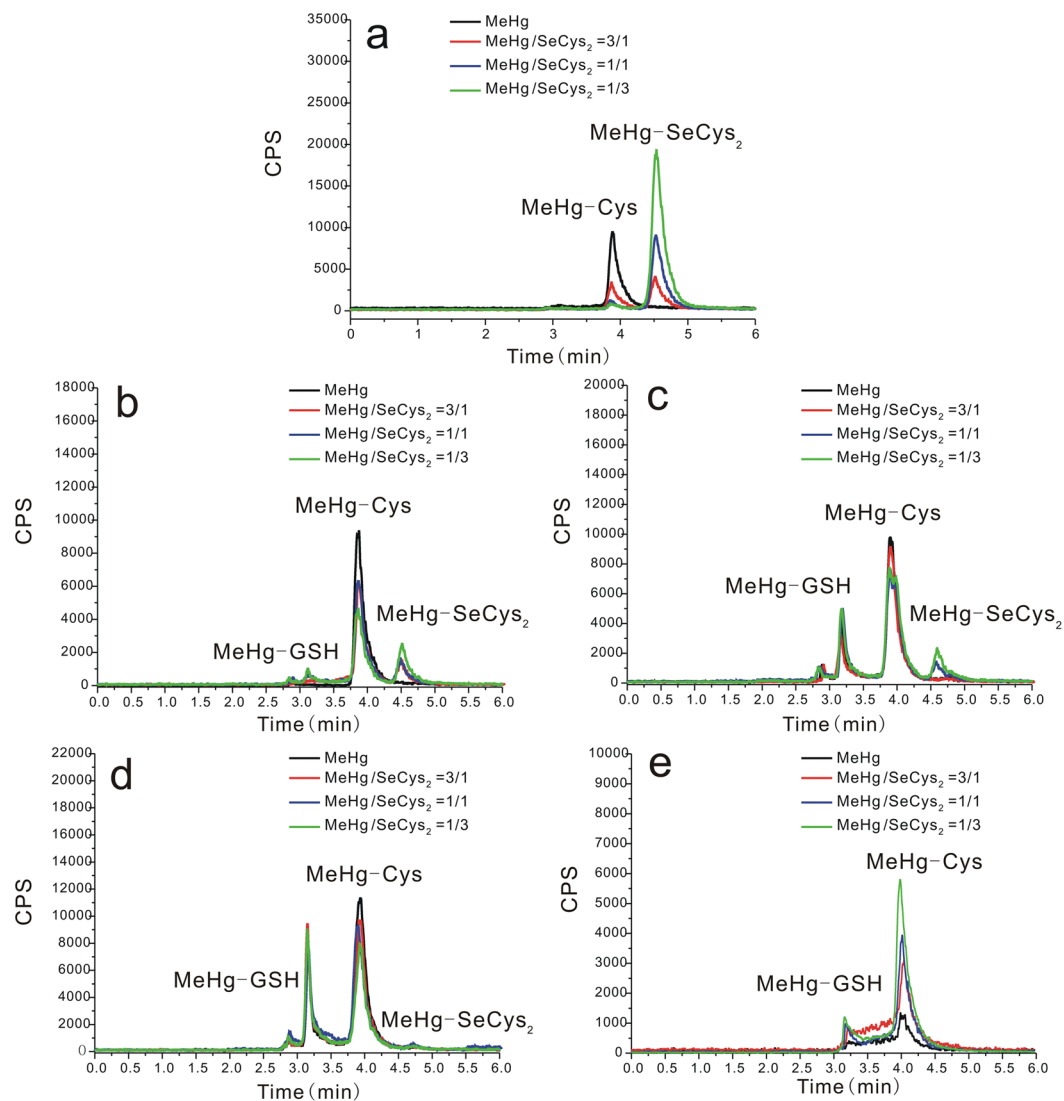 a
MeHg
MeHg/SeCys₂=3/1
MeHg/SeCys₂=1/1
MeHg/SeCys₂=1/3
35000
30000
25000
20000
15000
10000
5000
0
CPS
MeHg-SeCys₂
MeHg-Cys
0 1 2 3 4 5 6
Time(min)
b
MeHg
MeHg/SeCys₂=3/1
MeHg/SeCys₂=1/1
MeHg/SeCys₂=1/3
18000
16000
14000
12000
10000
8000
6000
4000
2000
0
CPS
MeHg-Cys
MeHg-SeCys₂
MeHg-GSH
0.0 0.5 1.0 1.5 2.0 2.5 3.0 3.5 4.0 4.5 5.0 5.5 6.0
Time(min)
c
MeHg
MeHg/SeCys₂=3/1
MeHg/SeCys₂=1/1
MeHg/SeCys₂=1/3
20000
18000
16000
14000
12000
10000
8000
6000
4000
2000
0
CPS
MeHg-Cys
MeHg-GSH
MeHg-SeCys₂
0.0 0.5 1.0 1.5 2.0 2.5 3.0 3.5 4.0 4.5 5.0 5.5 6.0
Time(min)
d
MeHg
MeHg/SeCys₂=3/1
MeHg/SeCys₂=1/1
MeHg/SeCys₂=1/3
22000
20000
18000
16000
14000
12000
10000
8000
6000
4000
2000
0
CPS
MeHg-Cys
MeHg-GSH
MeHg-SeCys₂
0.0 0.5 1.0 1.5 2.0 2.5 3.0 3.5 4.0 4.5 5.0 5.5 6.0
Time(min)
e
MeHg
MeHg/SeCys₂=3/1
MeHg/SeCys₂=1/1
MeHg/SeCys₂=1/3
10000
9000
8000
7000
6000
5000
4000
3000
2000
1000
0
CPS
MeHg-Cys
MeHg-GSH
0.0 0.5 1.0 1.5 2.0 2.5 3.0 3.5 4.0 4.5 5.0 5.5 6.0
Time(min)